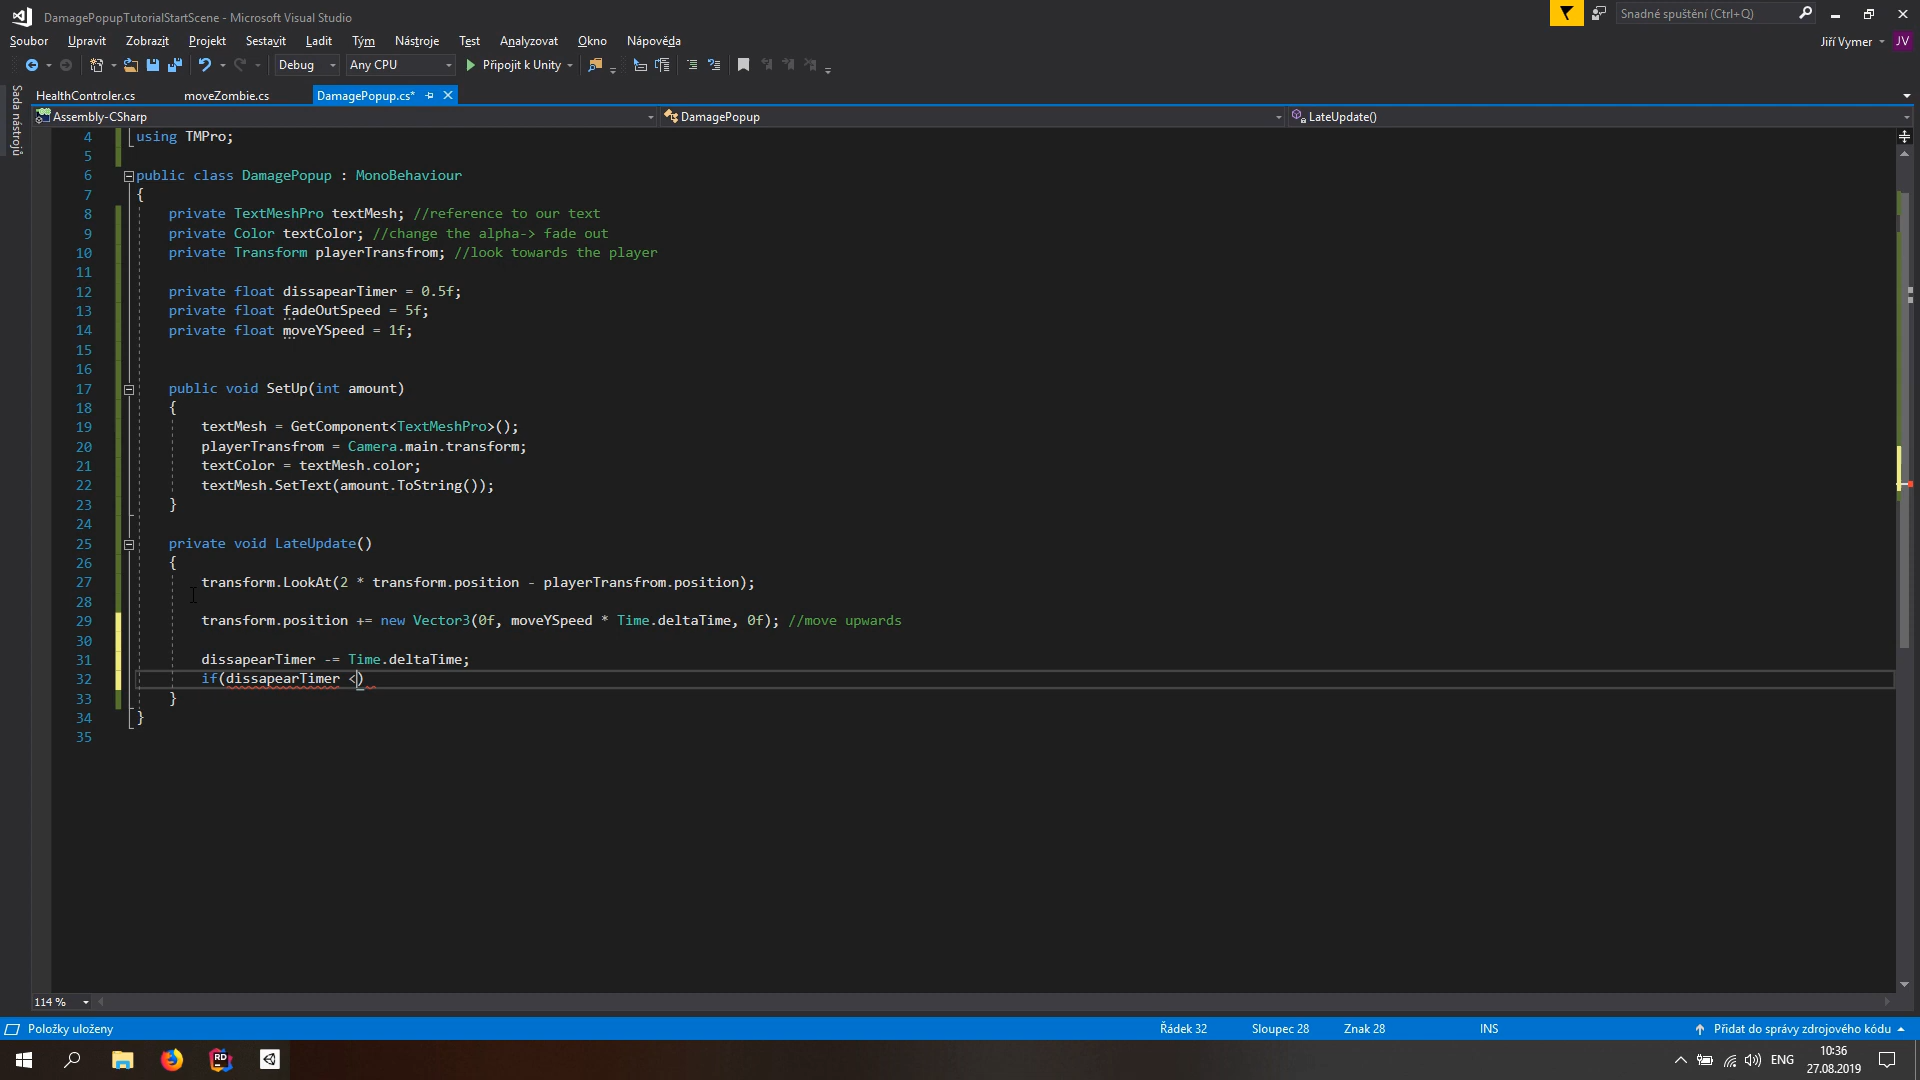 DamagePopupTutorialStartScene - Microsoft Visual Studio
Snadné spuštění (Ctrl+Q)
Soubor Upravit Zobrazit Projekt Sestavit Ladit Tým Nástroje Test Analyzovat Okno Nápověda
Jiří Vymer JV
Debug Any CPU Připojit k Unity
Sada nástrojů
HealthControler.cs moveZombie.cs DamagePopup.cs*
Assembly-CSharp DamagePopup LateUpdate()
4 using TMPro;
5
6 public class DamagePopup : MonoBehaviour
7 {
8 private TextMeshPro textMesh; //reference to our text
9 private Color textColor; //change the alpha-> fade out
10 private Transform playerTransfrom; //look towards the player
11
12 private float dissapearTimer = 0.5f;
13 private float fadeOutSpeed = 5f;
14 private float moveYSpeed = 1f;
15
16
17 public void SetUp(int amount)
18 {
19 textMesh = GetComponent<TextMeshPro>();
20 playerTransfrom = Camera.main.transform;
21 textColor = textMesh.color;
22 textMesh.SetText(amount.ToString());
23 }
24
25 private void LateUpdate()
26 {
27 transform.LookAt(2 * transform.position - playerTransfrom.position);
28
29 transform.position += new Vector3(0f, moveYSpeed * Time.deltaTime, 0f); //move upwards
30
31 dissapearTimer -= Time.deltaTime;
32 if(dissapearTimer <)
33 }
34 }
35
114 %
Položky uloženy Řádek 32 Sloupec 28 Znak 28 INS Přidat do správy zdrojového kódu
RD
ENG 10:36
27.08.2019